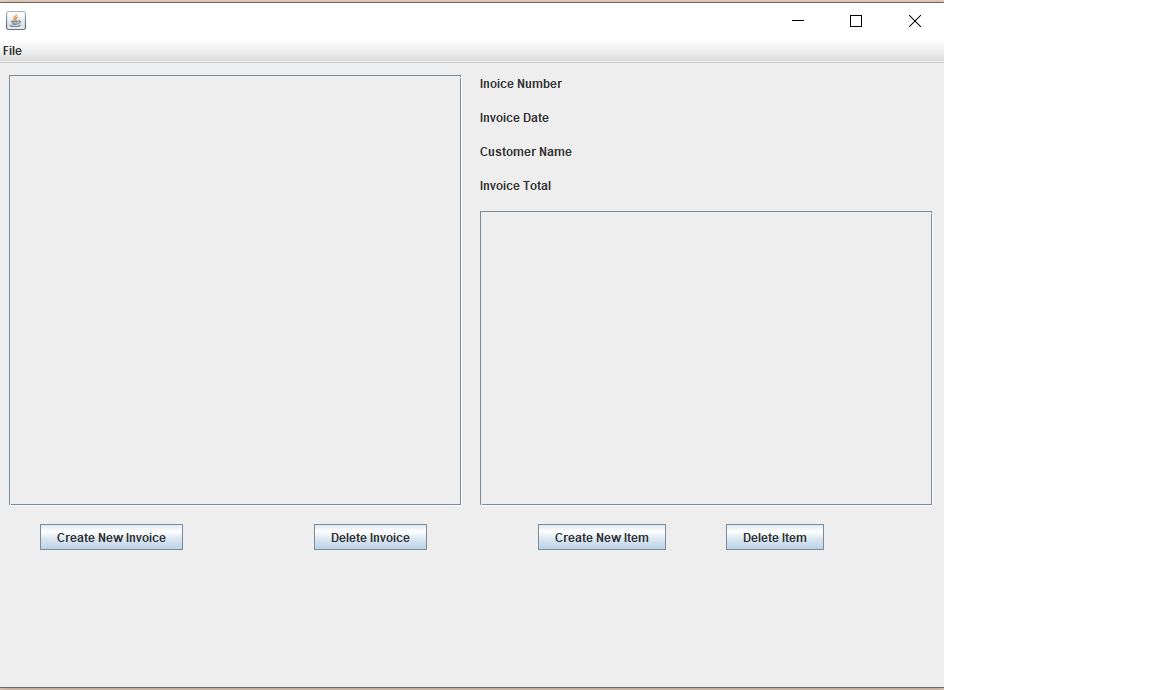 File
Inoice Number
Invoice Date
Customer Name
Invoice Total
Create New Invoice
Delete Invoice
Create New Item
Delete Item